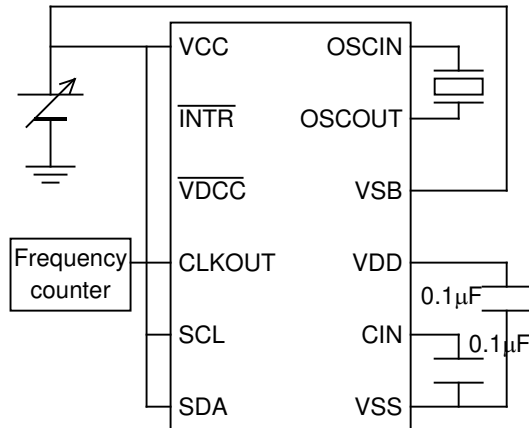 VCC
OSCIN
INTR
OSCOUT
VDCC
VSB
Frequency
counter
CLKOUT
VDD
0.1μF
SCL
CIN
0.1μF
SDA
VSS